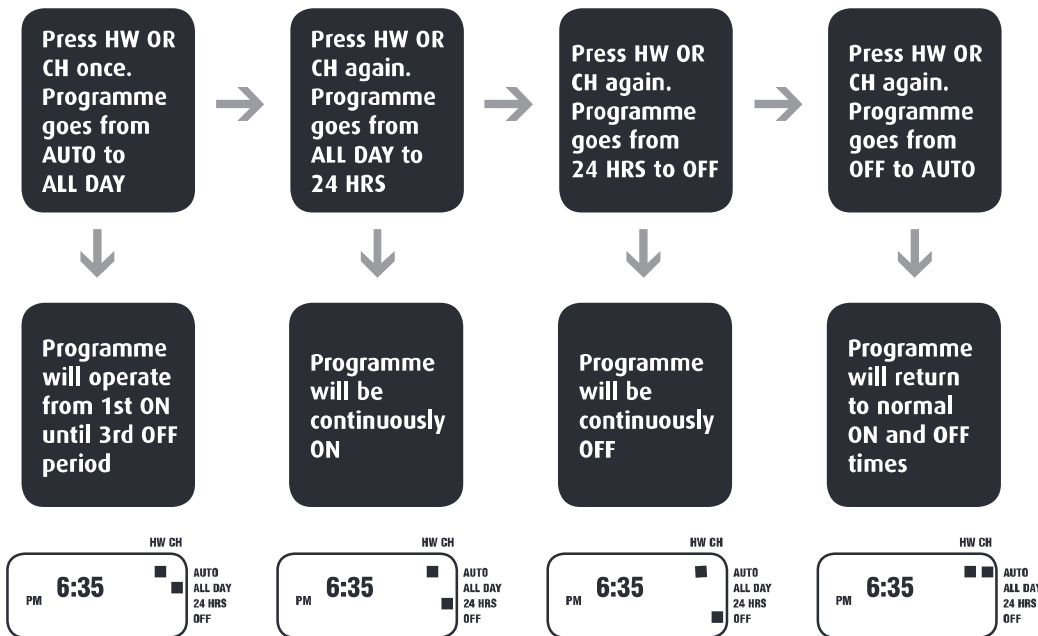 Press HW OR
CH once.
Programme
goes from
AUTO to
ALL DAY
Press HW OR
CH again.
Programme
goes from
ALL DAY to
24 HRS
Press HW OR
CH again.
Programme
goes from
24 HRS to OFF
Press HW OR
CH again.
Programme
goes from
OFF to AUTO
Programme
will operate
from 1st ON
until 3rd OFF
period
Programme
will be
continuously
ON
Programme
will be
continuously
OFF
Programme
will return
to normal
ON and OFF
times
HW CH
PM 6:35
AUTO
ALL DAY
24 HRS
OFF
HW CH
PM 6:35
AUTO
ALL DAY
24 HRS
OFF
HW CH
PM 6:35
AUTO
ALL DAY
24 HRS
OFF
HW CH
PM 6:35
AUTO
ALL DAY
24 HRS
OFF